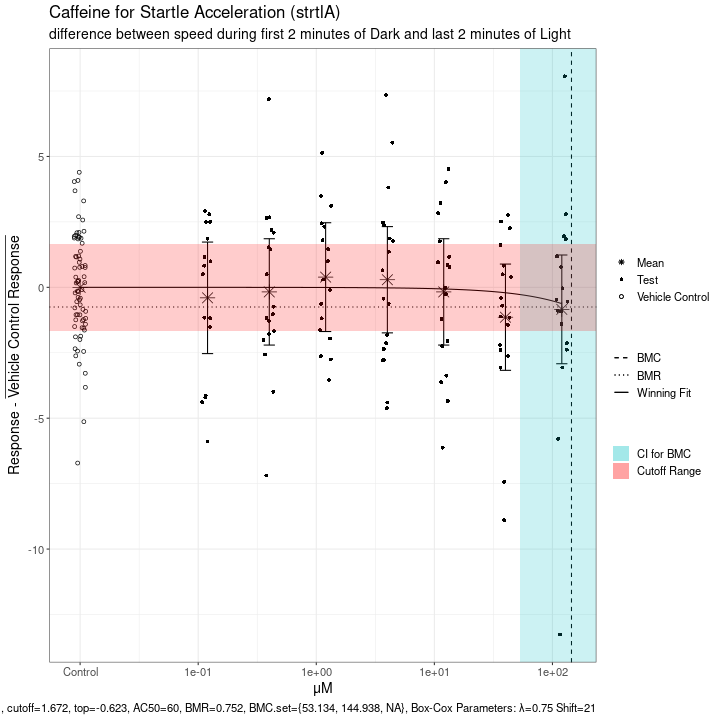 Caffeine for Startle Acceleration (strtlA)
difference between speed during first 2 minutes of Dark and last 2 minutes of Light
Response - Vehicle Control Response
5
0
-5
-10
Control
1e-01
1e+00
1e+01
1e+02
μM
Mean
Test
Vehicle Control
BMC
BMR
Winning Fit
CI for BMC
Cutoff Range
, cutoff=1.672, top=-0.623, AC50=60, BMR=0.752, BMC.set={53.134, 144.938, NA}, Box-Cox Parameters: λ=0.75 Shift=21